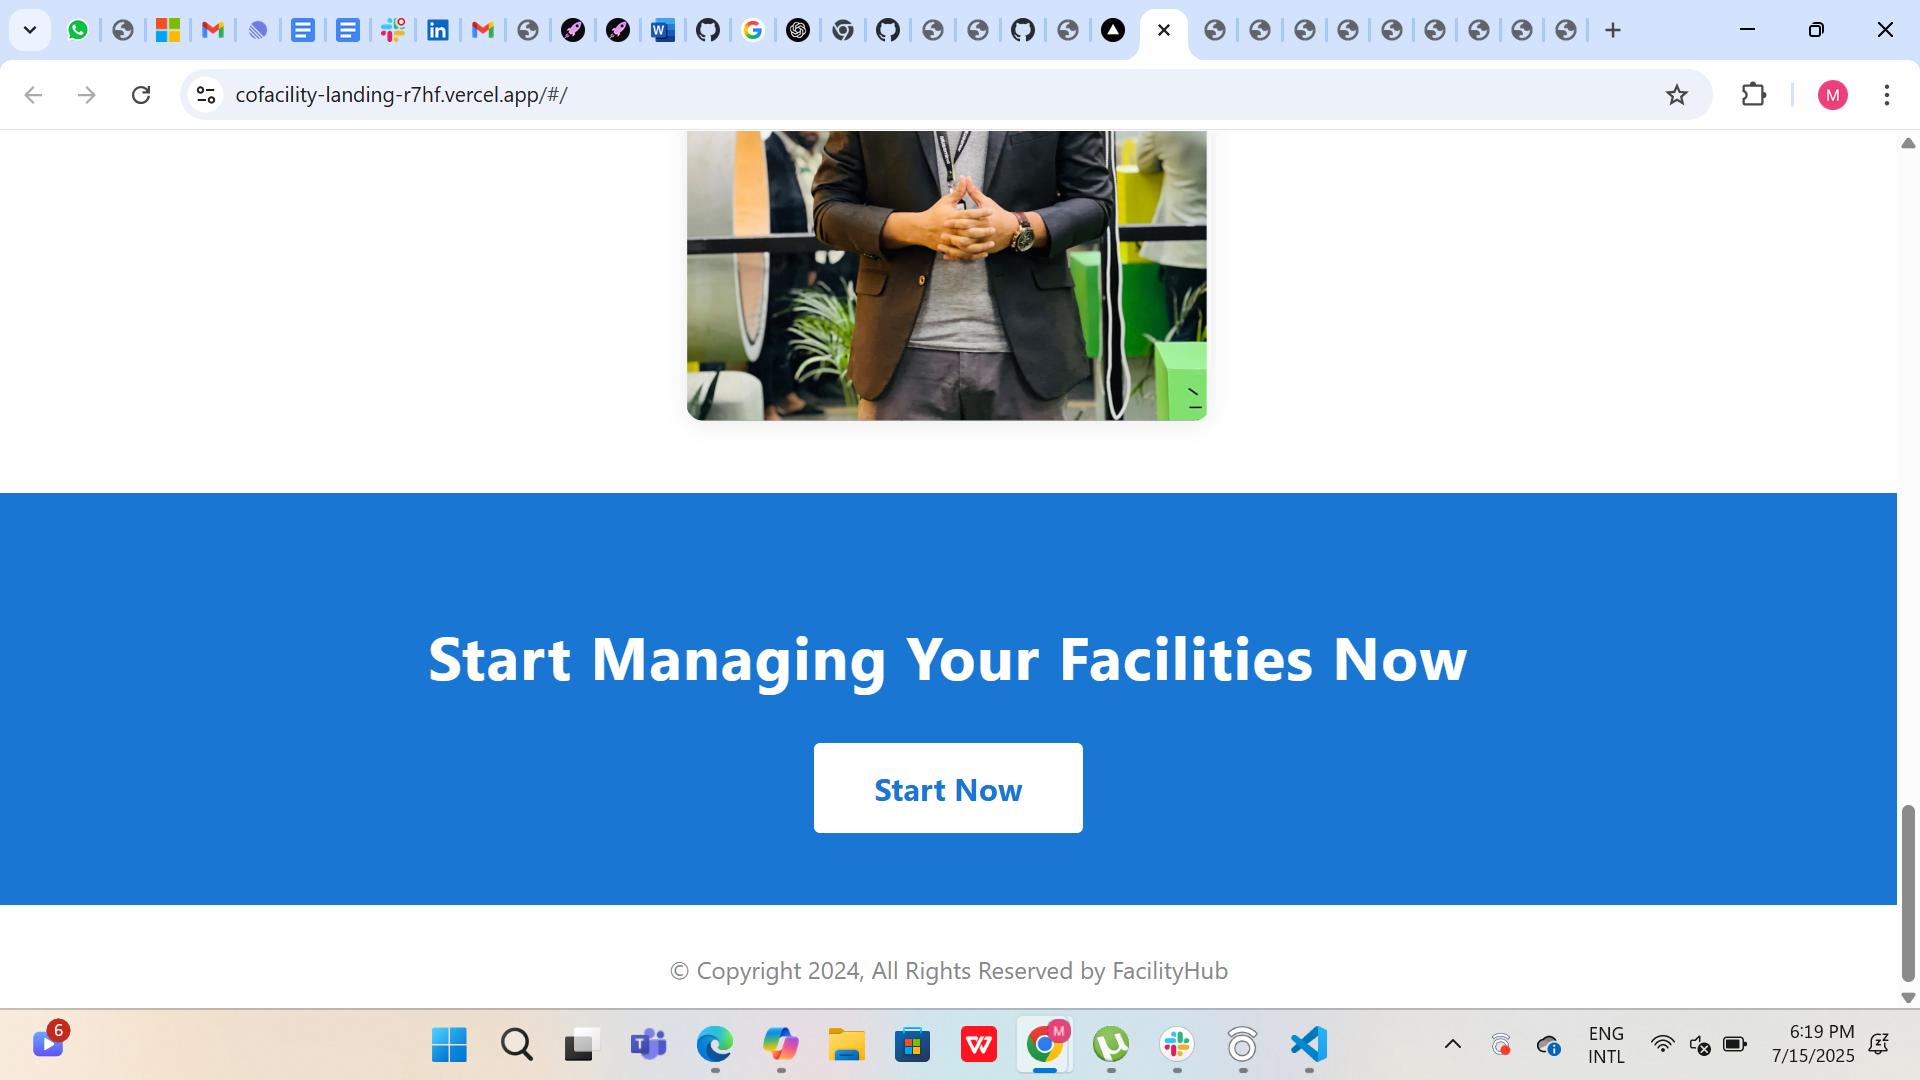 cofacility-landing-r7hf.vercel.app/#/
M
Start Managing Your Facilities Now
Start Now
© Copyright 2024, All Rights Reserved by FacilityHub
6
M
ENG
INTL
6:19 PM
7/15/2025